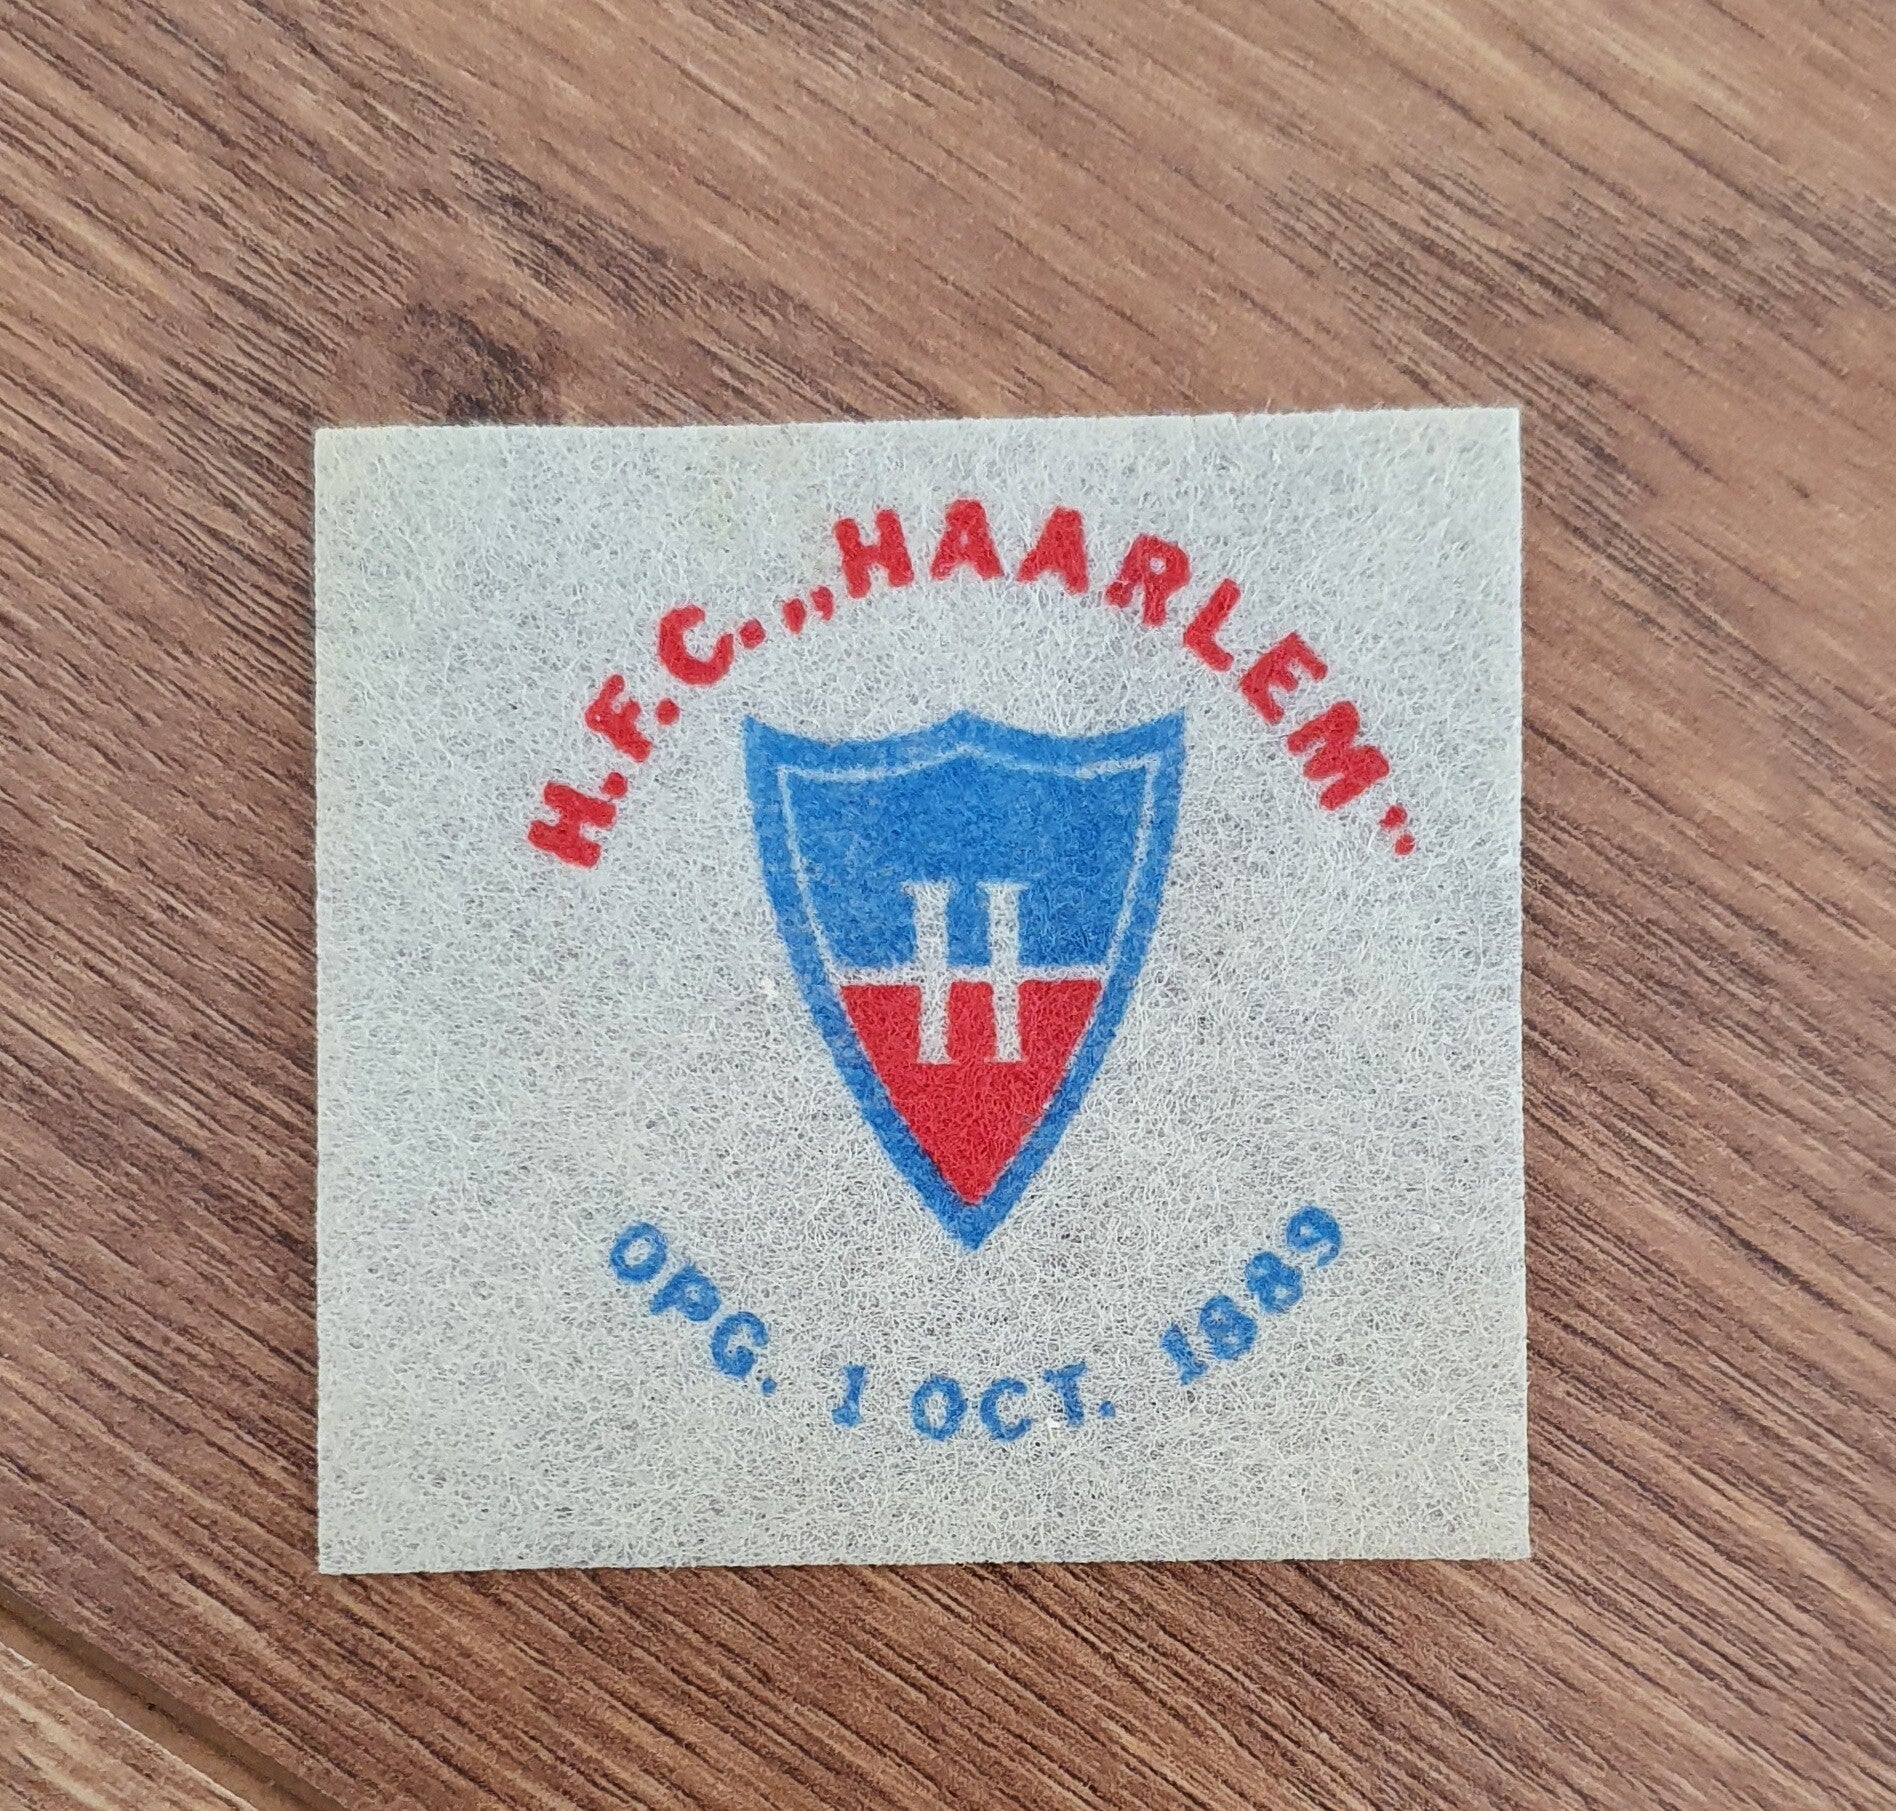 H.F.C. „HAARLEM”
H
OPG. 1 OCT. 1889